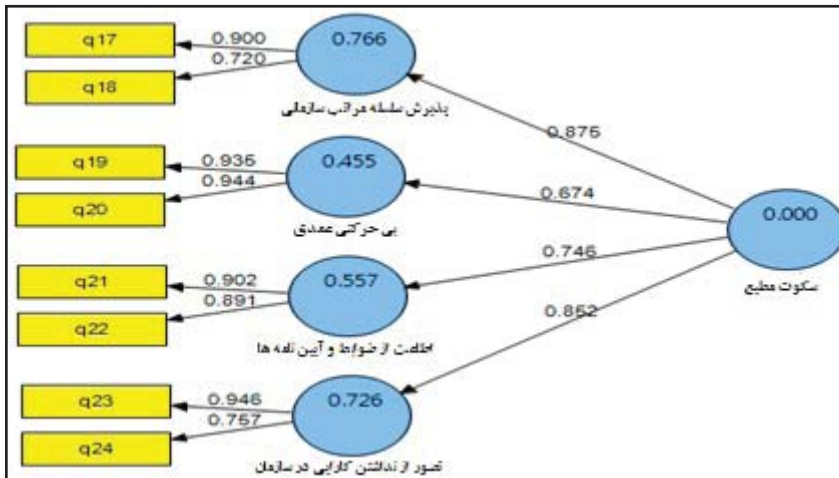 q17
0.900
0.766
q18
0.720
پذیرش سلسله مراتب سازمانی
0.875
q19
0.935
0.455
q20
0.944
بی حرکتی عمدی
0.674
0.000
سکوت مطیع
q21
0.902
0.557
q22
0.891
اطاعت از ضوابط و آیین نامه ها
0.746
q23
0.946
0.726
q24
0.757
تصور از نداشتن کارایی در سازمان
0.852